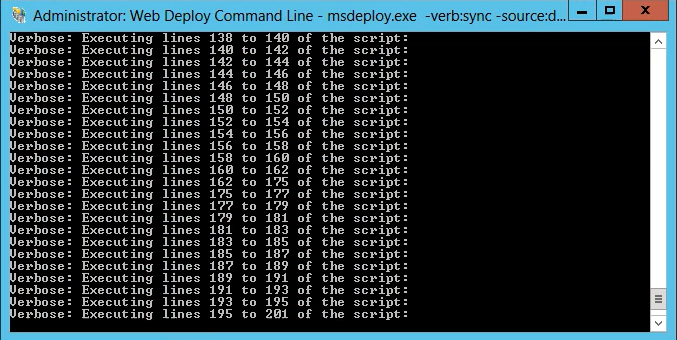 Administrator: Web Deploy Command Line - msdeploy.exe -verb:sync -source:d...
Verbose: Executing lines 138 to 140 of the script:
Verbose: Executing lines 140 to 142 of the script:
Verbose: Executing lines 142 to 144 of the script:
Verbose: Executing lines 144 to 146 of the script:
Verbose: Executing lines 146 to 148 of the script:
Verbose: Executing lines 148 to 150 of the script:
Verbose: Executing lines 150 to 152 of the script:
Verbose: Executing lines 152 to 154 of the script:
Verbose: Executing lines 154 to 156 of the script:
Verbose: Executing lines 156 to 158 of the script:
Verbose: Executing lines 158 to 160 of the script:
Verbose: Executing lines 160 to 162 of the script:
Verbose: Executing lines 162 to 175 of the script:
Verbose: Executing lines 175 to 177 of the script:
Verbose: Executing lines 177 to 179 of the script:
Verbose: Executing lines 179 to 181 of the script:
Verbose: Executing lines 181 to 183 of the script:
Verbose: Executing lines 183 to 185 of the script:
Verbose: Executing lines 185 to 187 of the script:
Verbose: Executing lines 187 to 189 of the script:
Verbose: Executing lines 189 to 191 of the script:
Verbose: Executing lines 191 to 193 of the script:
Verbose: Executing lines 193 to 195 of the script:
Verbose: Executing lines 195 to 201 of the script: